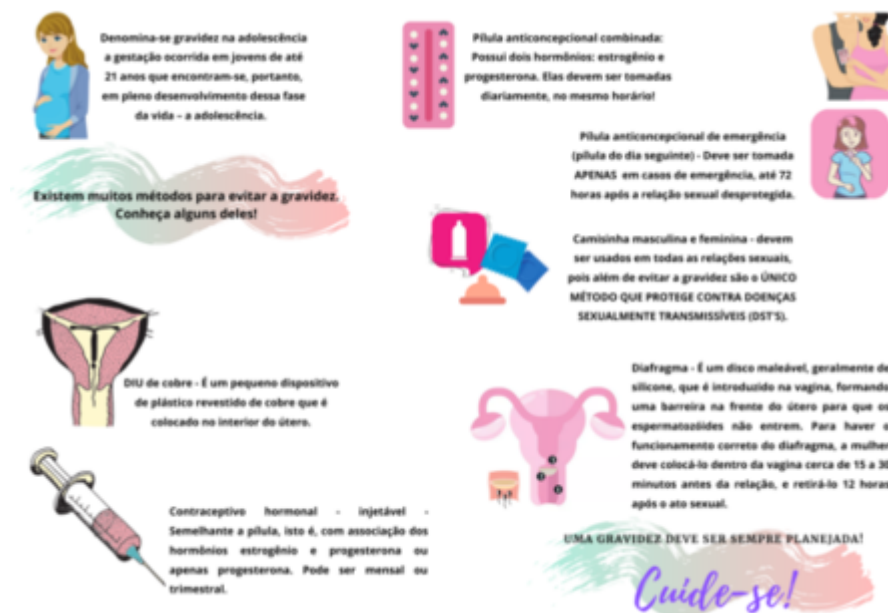 Denomina-se gravidez na adolescência
a gestação ocorrida em jovens de até
21 anos que encontram-se, portanto,
em pleno desenvolvimento dessa fase
da vida – a adolescência.
Existem muitos métodos para evitar a gravidez.
Conheça alguns deles!
DIU de cobre - É um pequeno dispositivo
de plástico revestido de cobre que é
colocado no interior do útero.
Contraceptivo hormonal - injetável -
Semelhante a pílula, isto é, com associação dos
hormônios estrogênio e progesterona ou
apenas progesterona. Pode ser mensal ou
trimestral.
Pílula anticoncepcional combinada:
Possui dois hormônios: estrogênio e
progesterona. Elas devem ser tomadas
diariamente, no mesmo horário!
Pílula anticoncepcional de emergência
(pílula do dia seguinte) - Deve ser tomada
APENAS em casos de emergência, até 72
horas após a relação sexual desprotegida.
Camisinha masculina e feminina - devem
ser usados em todas as relações sexuais,
pois além de evitar a gravidez são o ÚNICO
MÉTODO QUE PROTEGE CONTRA DOENÇAS
SEXUALMENTE TRANSMISSÍVEIS (DST'S).
Diafragma - É um disco maleável, geralmente de
silicone, que é introduzido na vagina, formando
uma barreira na frente do útero para que os
espermatozóides não entrem. Para haver o
funcionamento correto do diafragma, a mulher
deve colocá-lo dentro da vagina cerca de 15 a 30
minutos antes da relação, e retirá-lo 12 horas
após o ato sexual.
UMA GRAVIDEZ DEVE SER SEMPRE PLANEJADA!
Cuide-se!